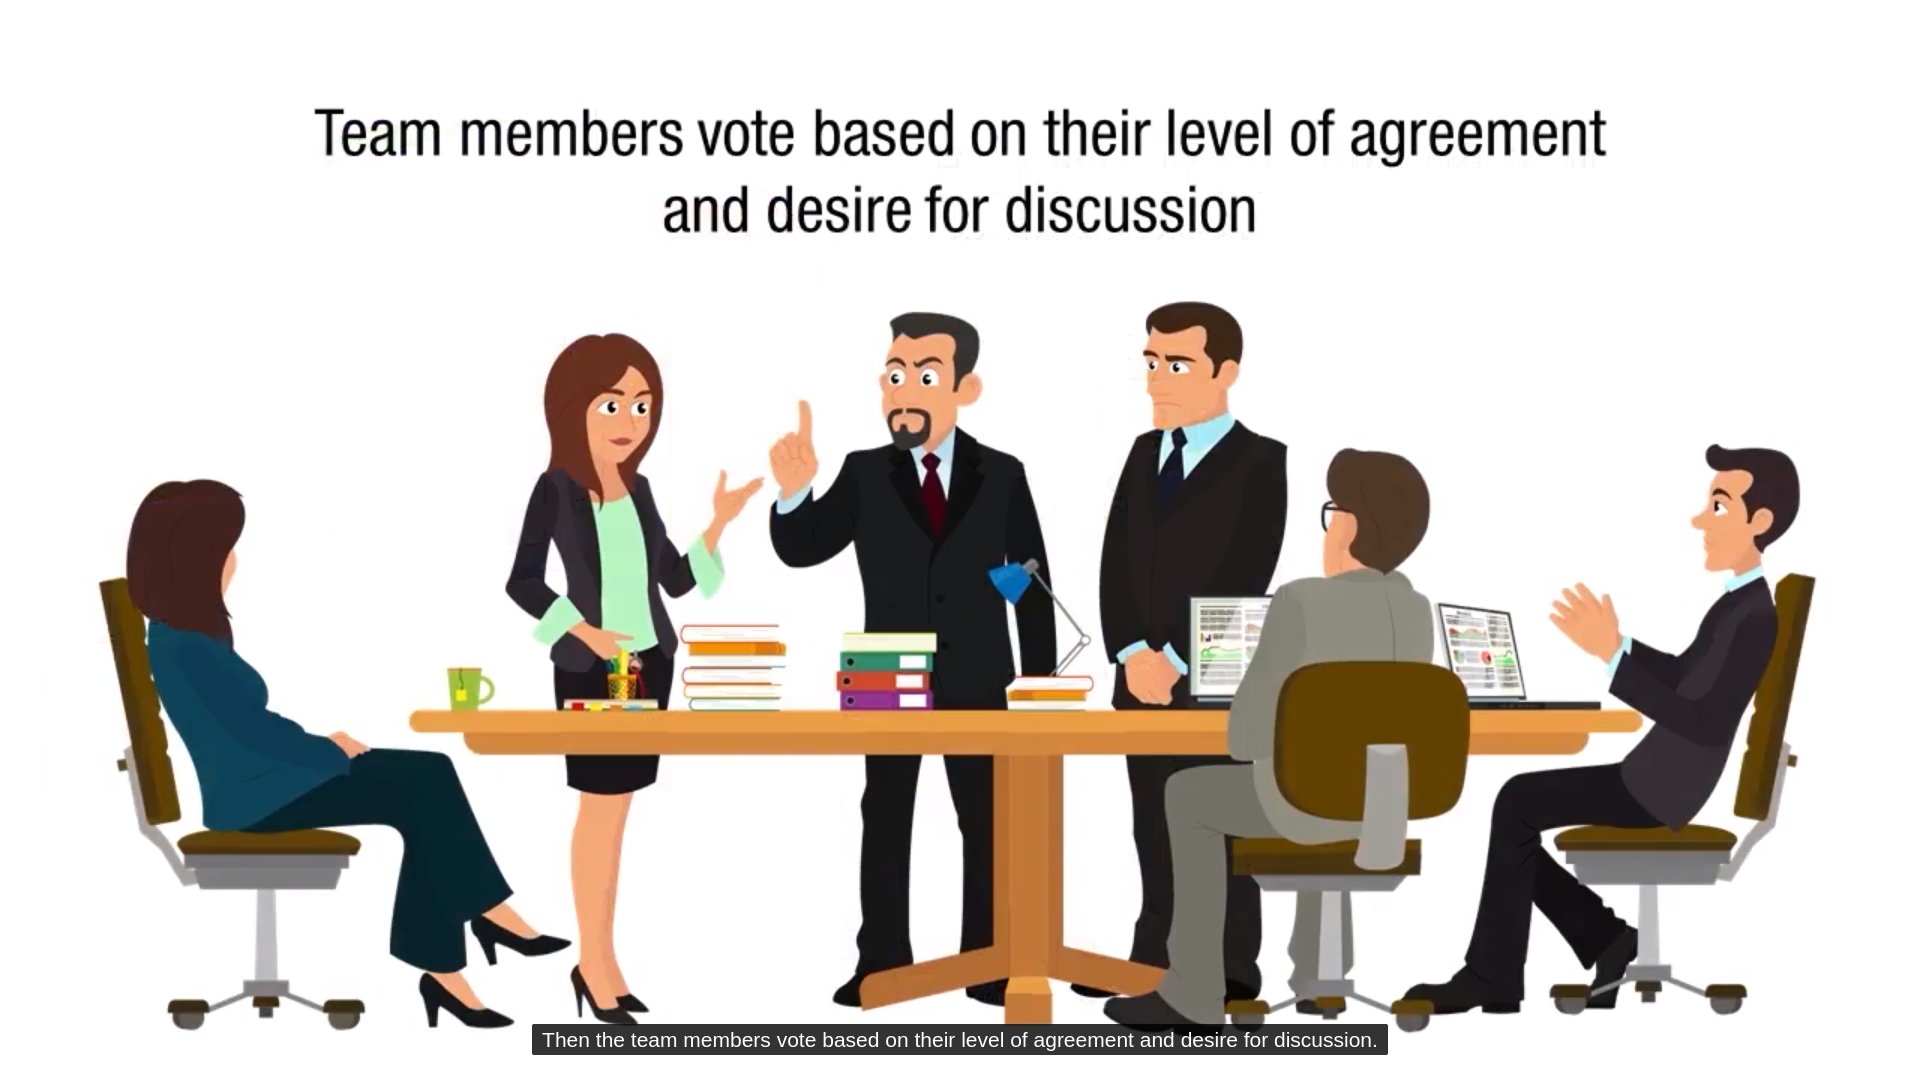 Team members vote based on their level of agreement
and desire for discussion
Then the team members vote based on their level of agreement and desire for discussion.